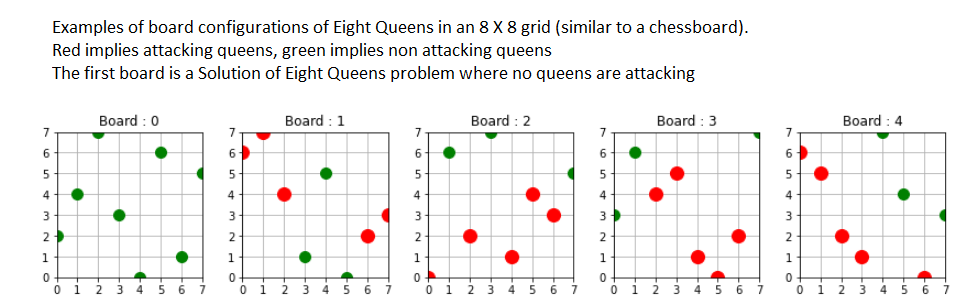 Examples of board configurations of Eight Queens in an 8 X 8 grid (similar to a chessboard).
Red implies attacking queens, green implies non attacking queens
The first board is a Solution of Eight Queens problem where no queens are attacking
Board : 0 Board : 1 Board : 2 Board : 3 Board : 4
7 7 7 7 7
6 6 6 6 6
5 5 5 5 5
4 4 4 4 4
3 3 3 3 3
2 2 2 2 2
1 1 1 1 1
0 0 0 0 0
0 1 2 3 4 5 6 7 0 1 2 3 4 5 6 7 0 1 2 3 4 5 6 7 0 1 2 3 4 5 6 7 0 1 2 3 4 5 6 7